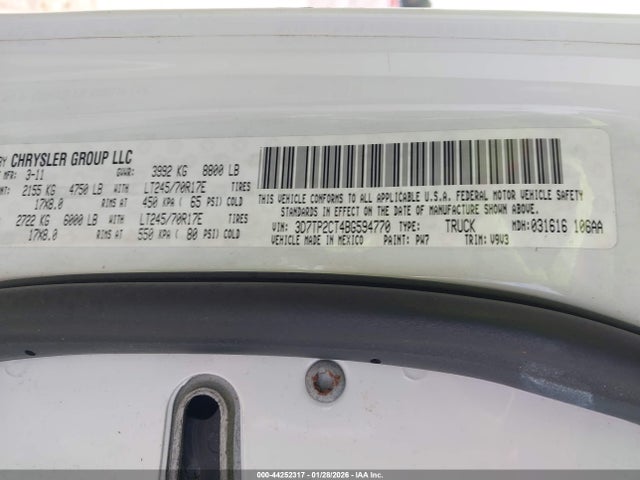 BY CHRYSLER GROUP LLC
MFR: 3-11 GVWR: 3992 KG 8800 LB
2155 KG 4750 LB WITH LT245/70R17E TIRES
17X8.0 RIMS AT 450 KPA ( 65 PSI) COLD
2722 KG 6000 LB WITH LT245/70R17E TIRES
17X8.0 RIMS AT 550 KPA ( 80 PSI) COLD
THIS VEHICLE CONFORMS TO ALL APPLICABLE U.S.A. FEDERAL MOTOR VEHICLE SAFETY
STANDARDS IN EFFECT ON THE DATE OF MANUFACTURE SHOWN ABOVE.
VIN: 3D7TP2CT4BG594770 TYPE: TRUCK MDH: 031616 106AA
VEHICLE MADE IN MEXICO PAINT: PW7 TRIM: V9V3
000-44252317 - 01/28/2026 - IAAI